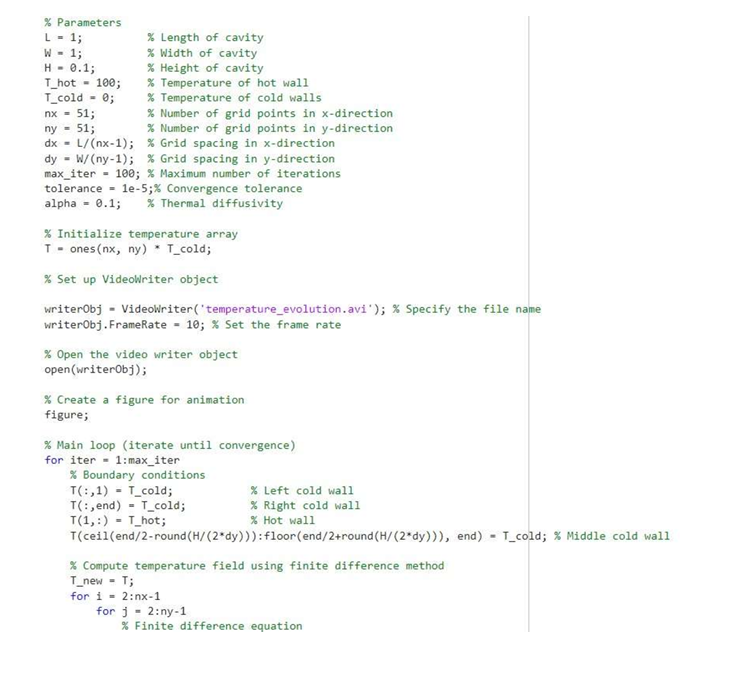 % Parameters
L = 1; % Length of cavity
W = 1; % Width of cavity
H = 0.1; % Height of cavity
T_hot = 100; % Temperature of hot wall
T_cold = 0; % Temperature of cold walls
nx = 51; % Number of grid points in x-direction
ny = 51; % Number of grid points in y-direction
dx = L/(nx-1); % Grid spacing in x-direction
dy = W/(ny-1); % Grid spacing in y-direction
max_iter = 100; % Maximum number of iterations
tolerance = 1e-5;% Convergence tolerance
alpha = 0.1; % Thermal diffusivity
% Initialize temperature array
T = ones(nx, ny) * T_cold;
% Set up VideoWriter object
writerObj = VideoWriter('temperature_evolution.avi'); % Specify the file name
writerObj.FrameRate = 10; % Set the frame rate
% Open the video writer object
open(writerObj);
% Create a figure for animation
figure;
% Main loop (iterate until convergence)
for iter = 1:max_iter
% Boundary conditions
T(:,1) = T_cold; % Left cold wall
T(:,end) = T_cold; % Right cold wall
T(1,:) = T_hot; % Hot wall
T(ceil(end/2-round(H/(2*dy))):floor(end/2+round(H/(2*dy))), end) = T_cold; % Middle cold wall
% Compute temperature field using finite difference method
T_new = T;
for i = 2:nx-1
for j = 2:ny-1
% Finite difference equation